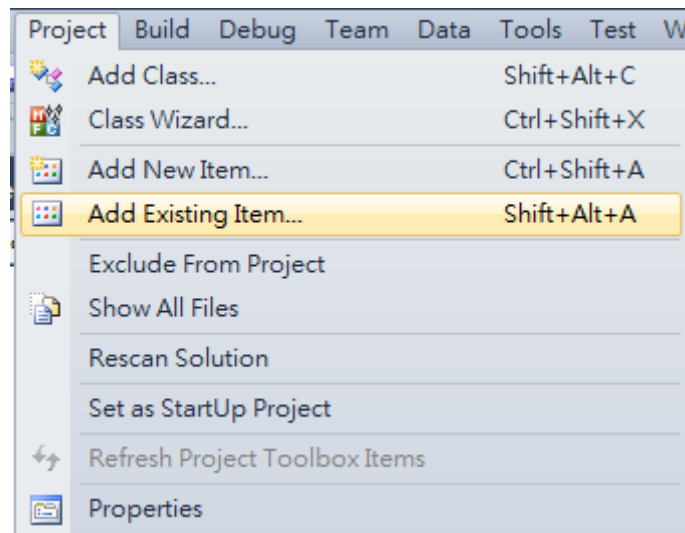 Project Build Debug Team Data Tools Test W
Add Class... Shift+Alt+C
Class Wizard... Ctrl+Shift+X
Add New Item... Ctrl+Shift+A
Add Existing Item... Shift+Alt+A
Exclude From Project
Show All Files
Rescan Solution
Set as StartUp Project
Refresh Project Toolbox Items
Properties